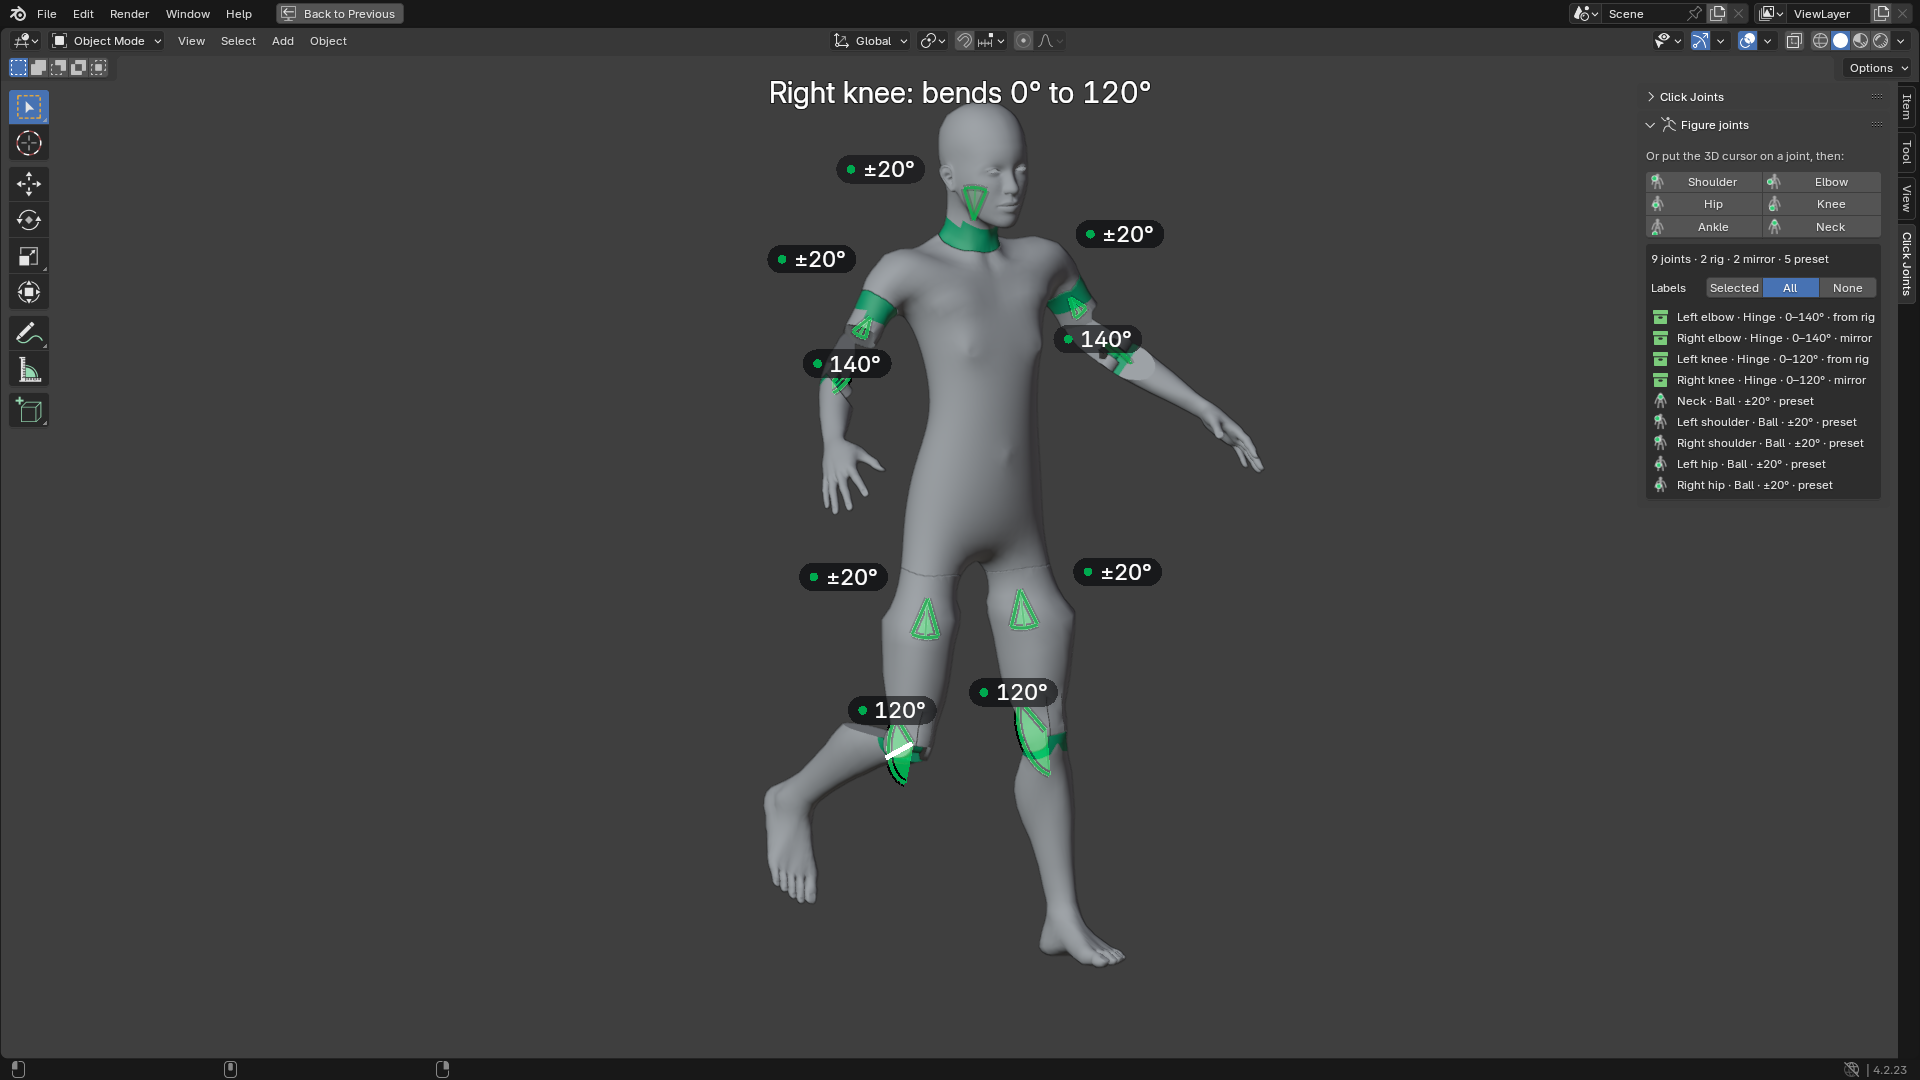 File Edit Render Window Help Back to Previous Scene ViewLayer
Object Mode View Select Add Object Global
Options
Right knee: bends 0° to 120°
±20°
±20°
±20°
140°
140°
±20°
±20°
120°
120°
Click Joints
Figure joints
Or put the 3D cursor on a joint, then:
Shoulder Elbow
Hip Knee
Ankle Neck
9 joints · 2 rig · 2 mirror · 5 preset
Labels Selected All None
Left elbow · Hinge · 0–140° · from rig
Right elbow · Hinge · 0–140° · mirror
Left knee · Hinge · 0–120° · from rig
Right knee · Hinge · 0–120° · mirror
Neck · Ball · ±20° · preset
Left shoulder · Ball · ±20° · preset
Right shoulder · Ball · ±20° · preset
Left hip · Ball · ±20° · preset
Right hip · Ball · ±20° · preset
Item
Tool
View
Click Joints
4.2.23